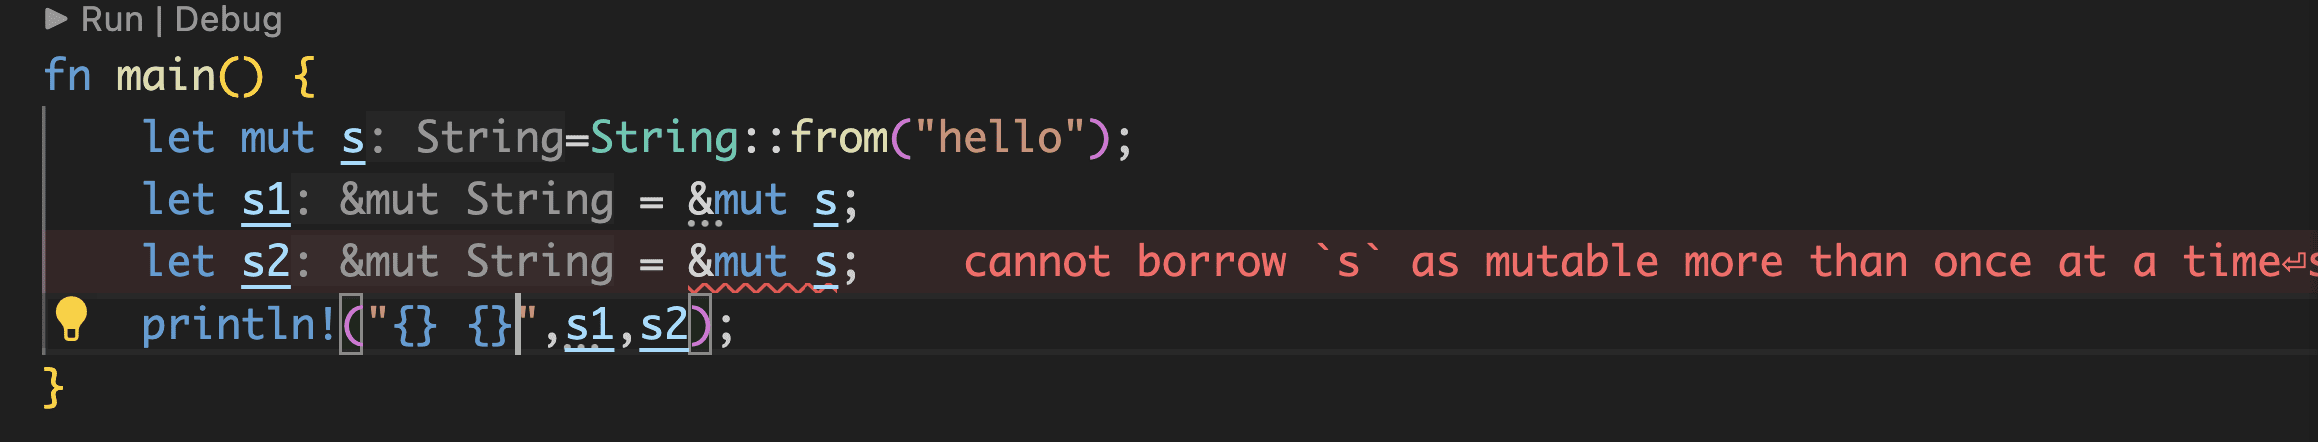 ▶ Run | Debug
fn main() {
let mut s: String=String::from("hello");
let s1: &mut String = &mut s;
let s2: &mut String = &mut s; cannot borrow `s` as mutable more than once at a time⏎s
println!("{} {}",s1,s2);
}